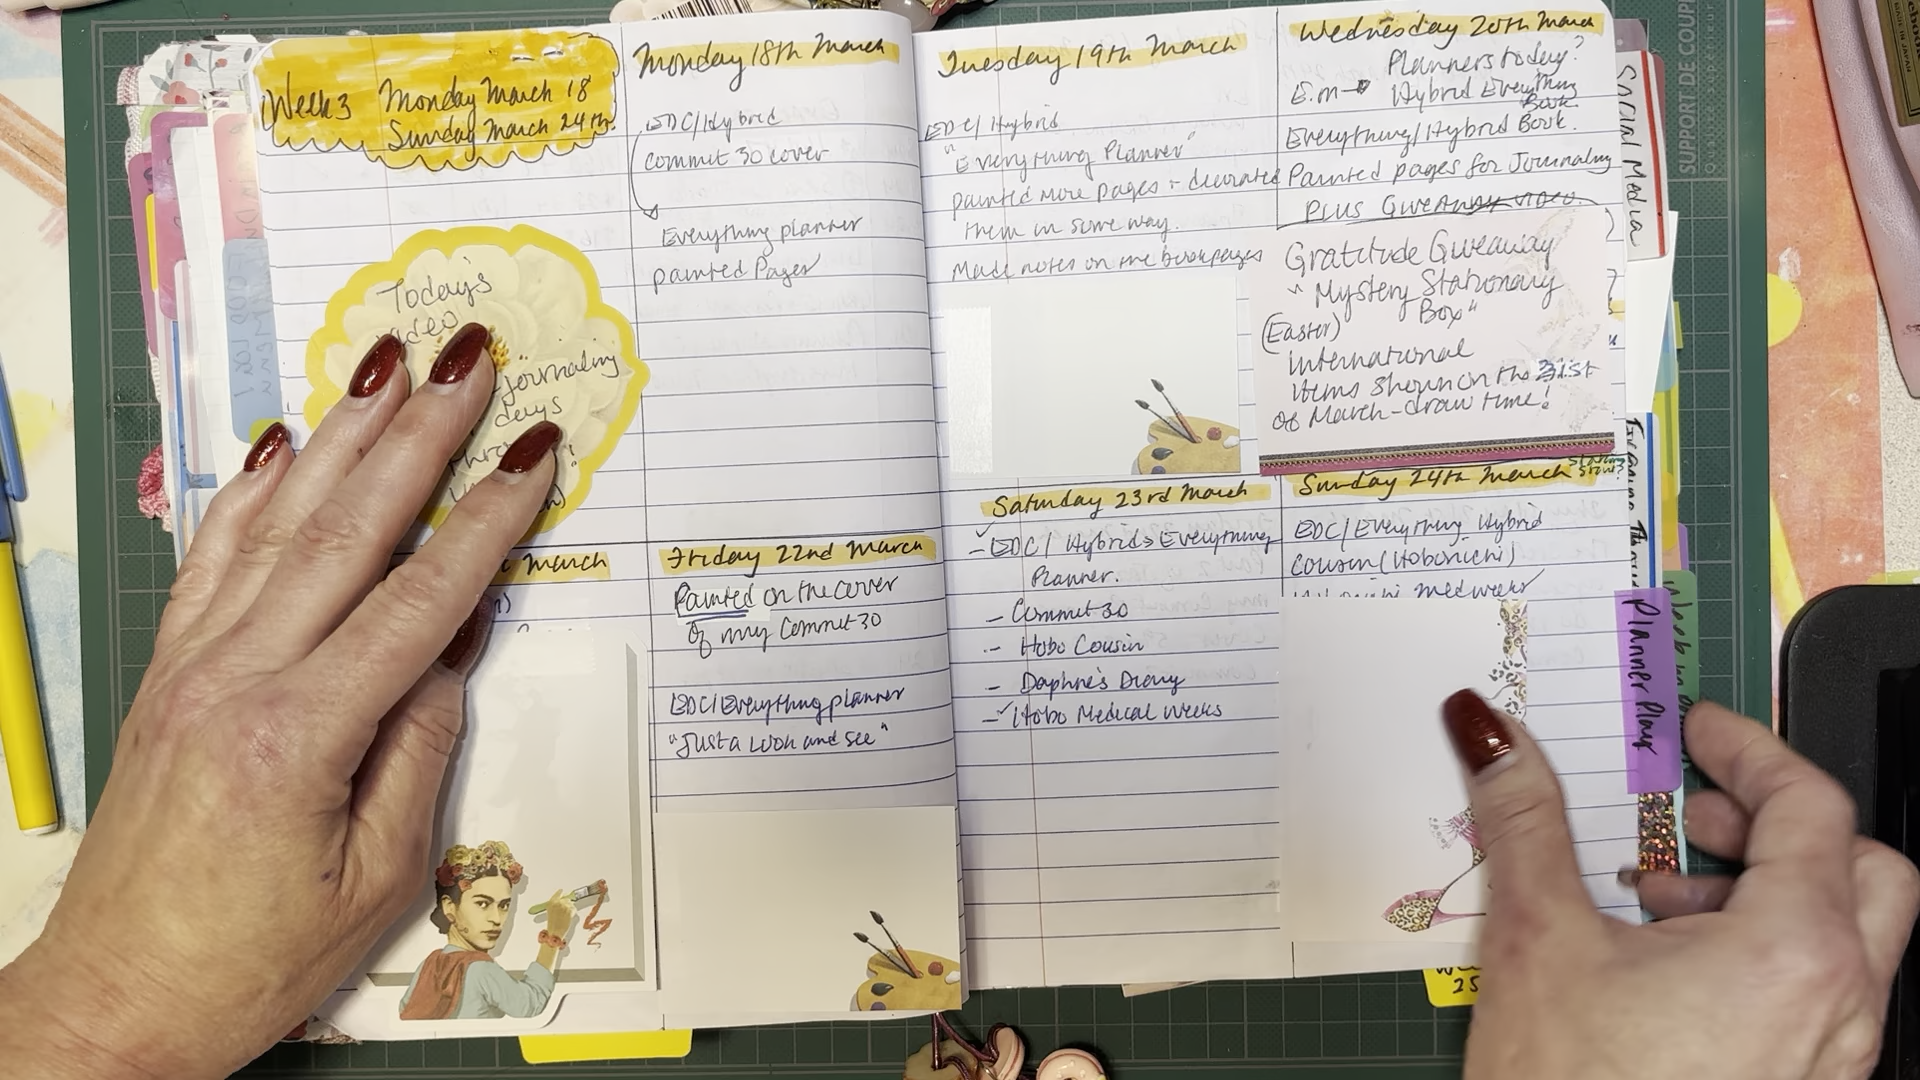 Week 3 Monday March 18
Sunday March 24th.
Today's
journaling
days
Monday 18th March
EDC/Hybrid
Commit 30 cover
Everything planner
painted Pages
Tuesday 19th March
EDC/Hybrid
"Everything Planner"
painted more pages + decorated
them in some way.
Made notes on the book pages
Wednesday 20th March
Planners today?
E.m → Hybrid Everything
Book
Everything/Hybrid Book.
Painted pages for Journaling
PLUS Giveaway video
Gratitude Giveaway
"Mystery Stationary
Box"
(Easter)
international
items shown on the 31st
of March - draw time!
March
Friday 22nd March
Painted on the cover
of my Commit 30
EDC/Everything planner
"Just a look and see"
Saturday 23rd March
- EDC/ Hybrid > Everything
Planner.
- Commit 30
- Hobo Cousin
- Daphne's Diary
- Hobo Medical Weeks
Sunday 24th March
EDC/Everything Hybrid
Cousin (Hobonichi)
Social Media
Planner Plans
25
SUPPORT DE COUPE